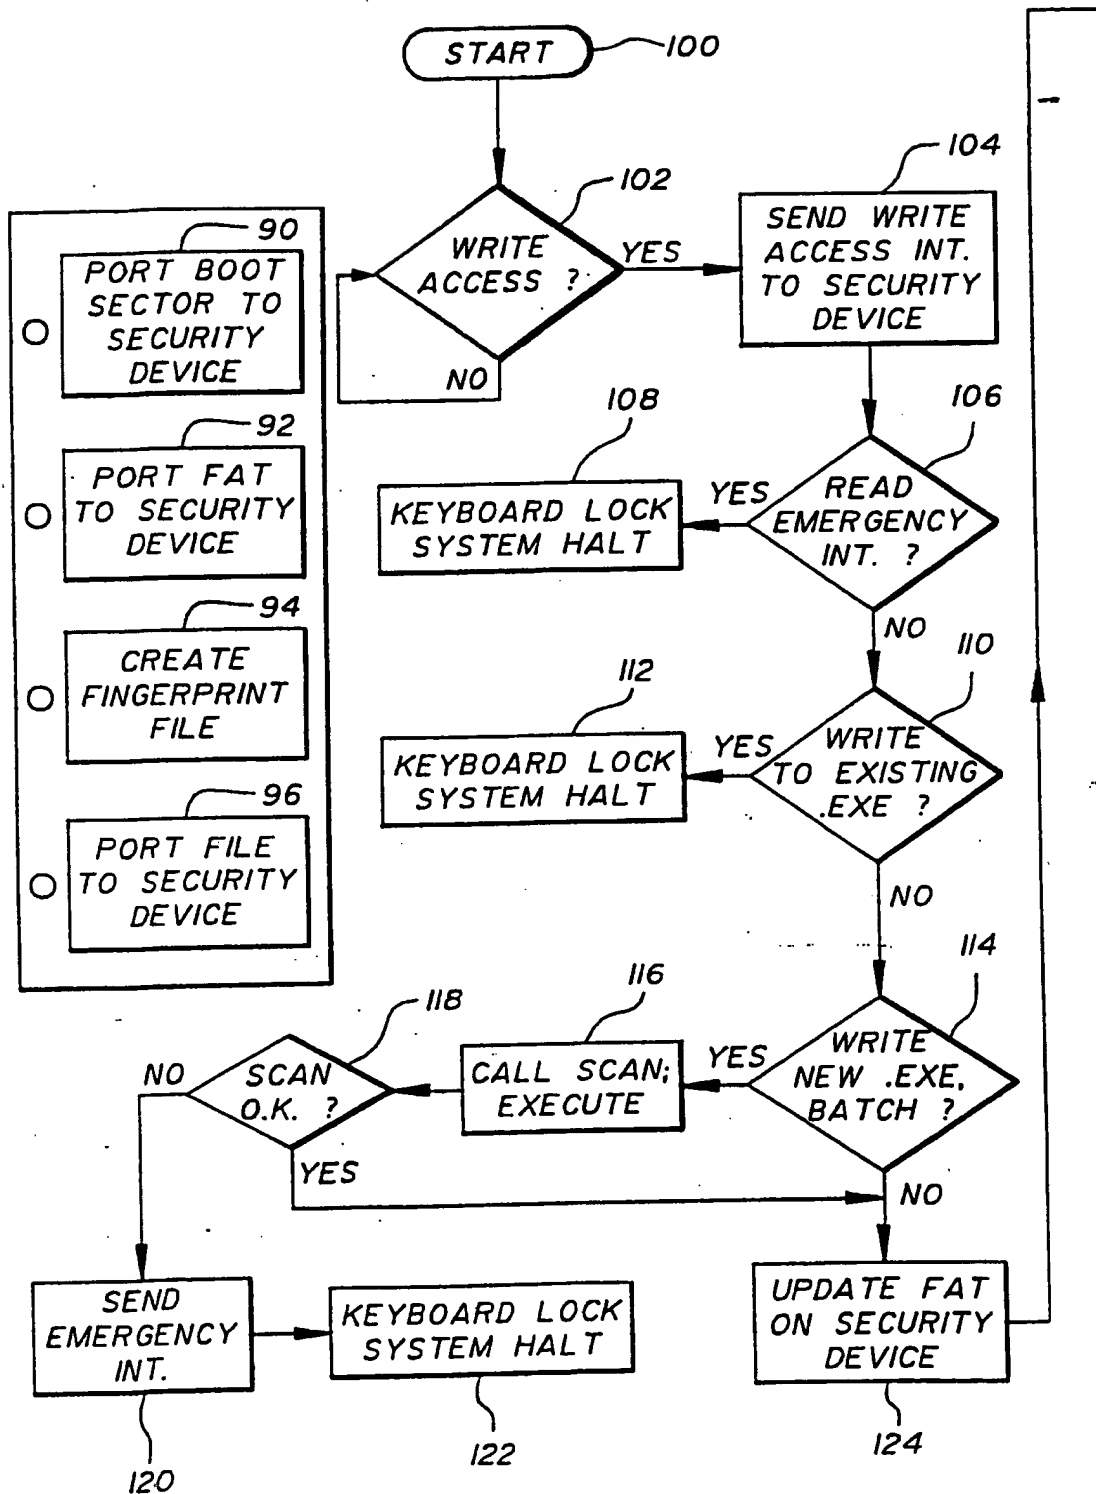 START
100
102
WRITE
ACCESS ?
YES
NO
104
SEND WRITE
ACCESS INT.
TO SECURITY
DEVICE
90
PORT BOOT
SECTOR TO
SECURITY
DEVICE
92
PORT FAT
TO SECURITY
DEVICE
94
CREATE
FINGERPRINT
FILE
96
PORT FILE
TO SECURITY
DEVICE
106
READ
EMERGENCY
INT. ?
YES
NO
108
KEYBOARD LOCK
SYSTEM HALT
110
WRITE
TO EXISTING
.EXE ?
YES
NO
112
KEYBOARD LOCK
SYSTEM HALT
114
WRITE
NEW .EXE,
BATCH ?
YES
NO
116
CALL SCAN;
EXECUTE
118
SCAN
O.K. ?
NO
YES
SEND
EMERGENCY
INT.
120
KEYBOARD LOCK
SYSTEM HALT
122
UPDATE FAT
ON SECURITY
DEVICE
124